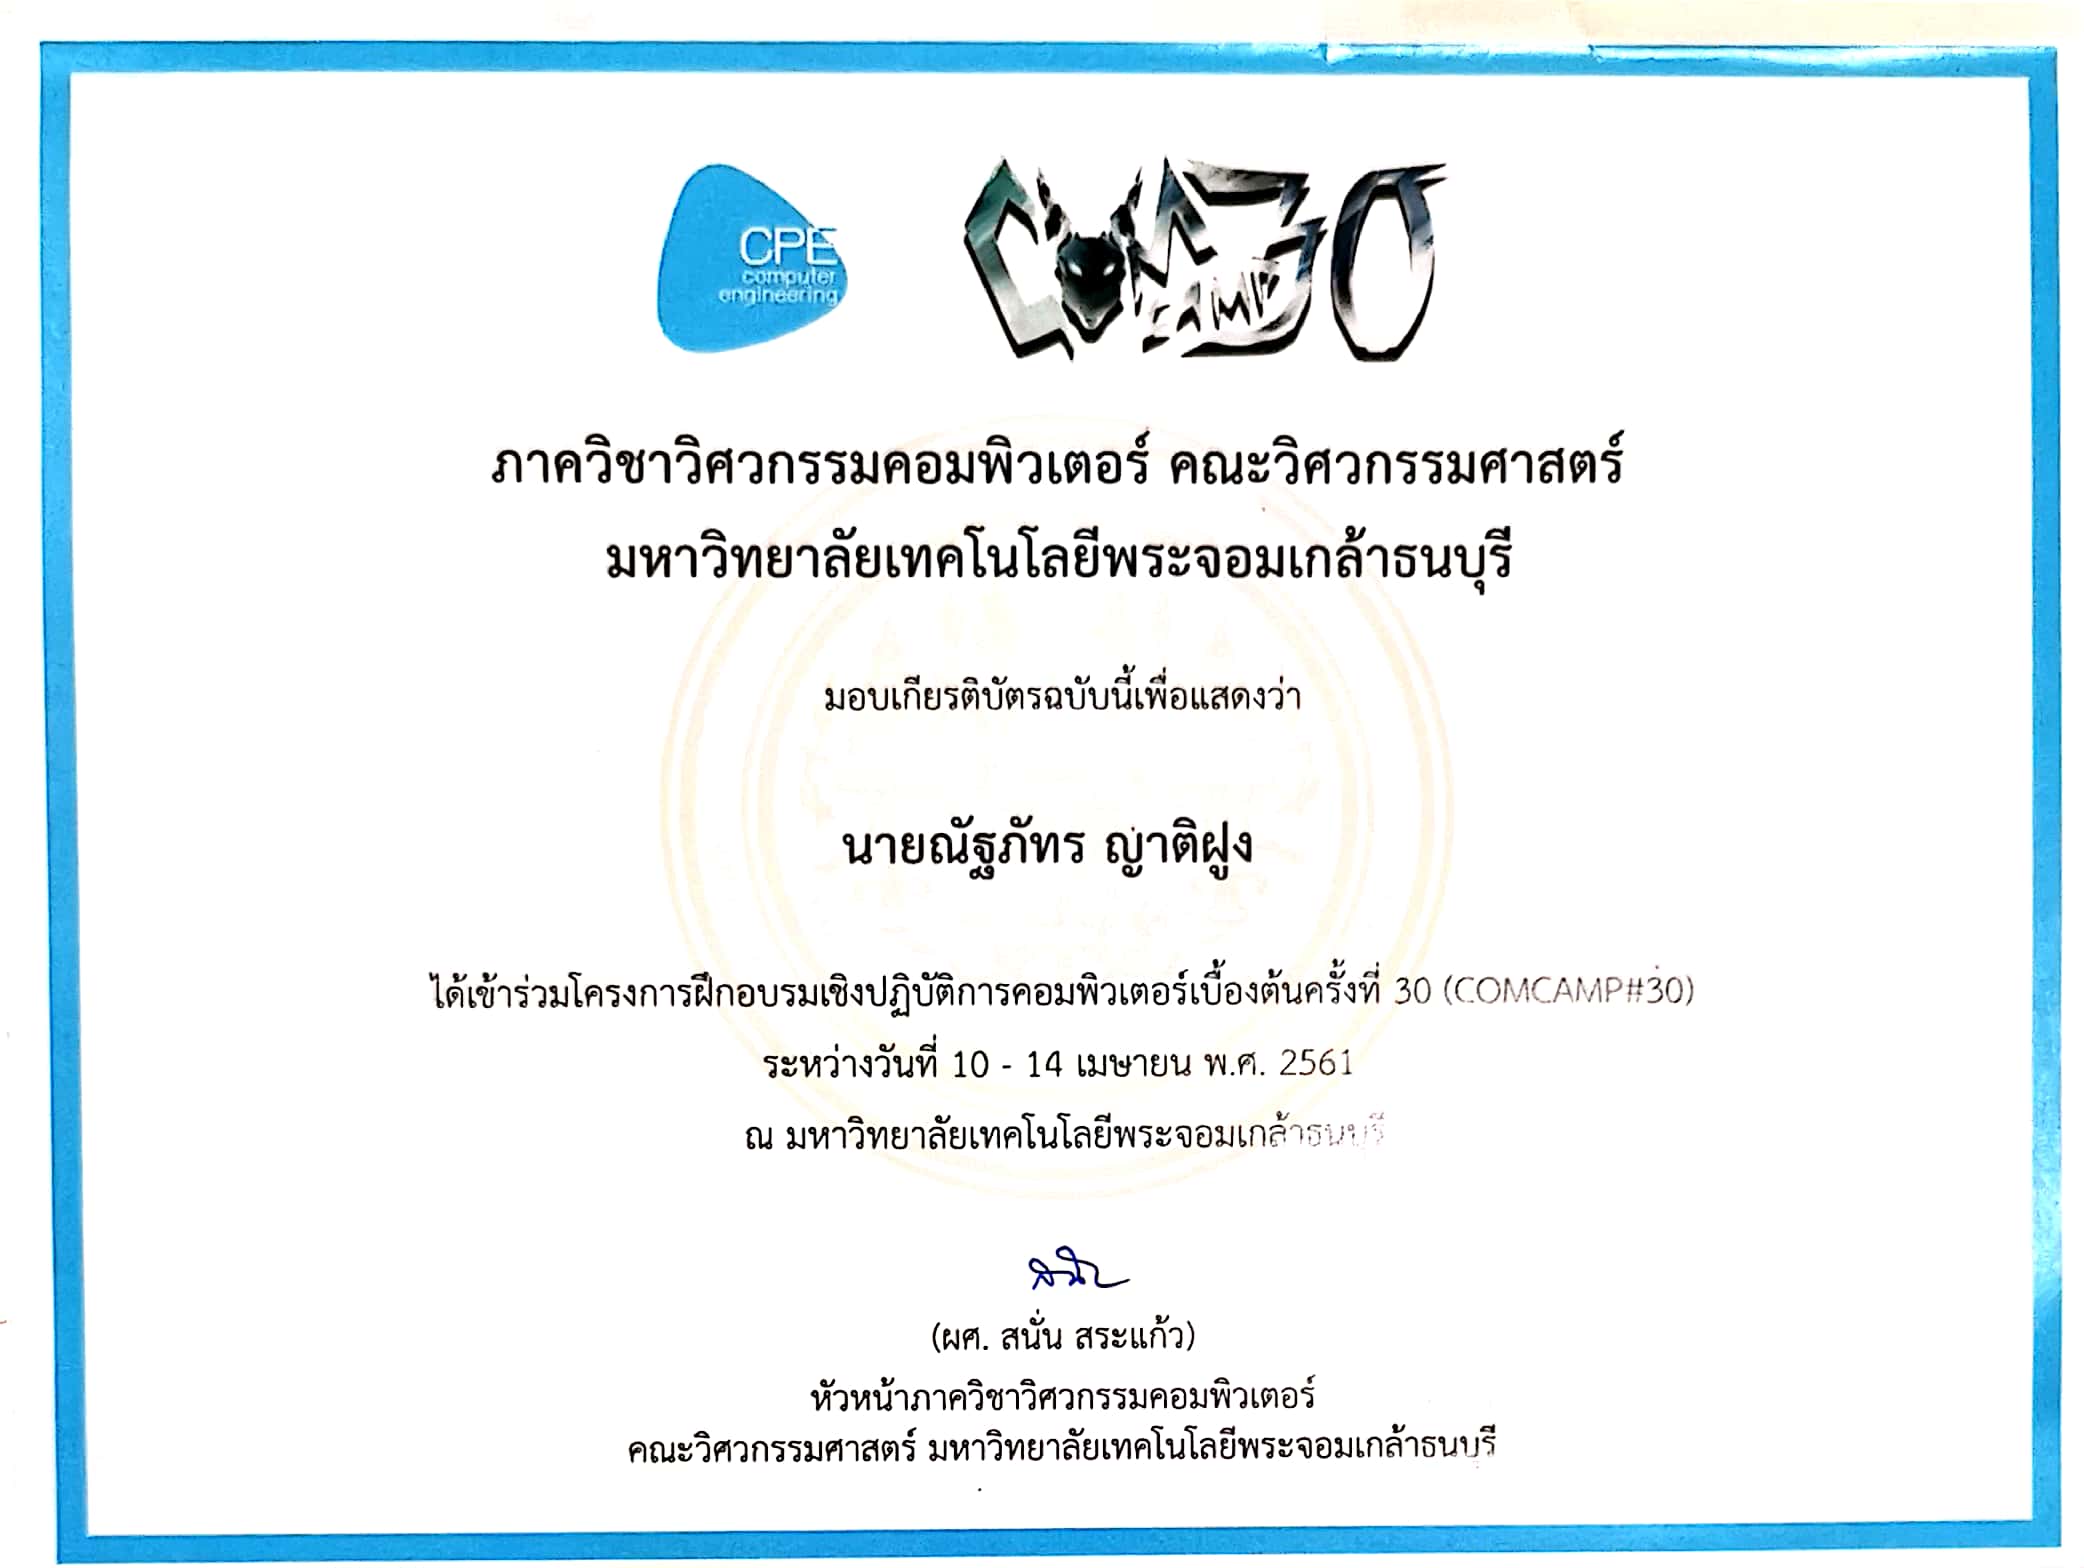 CPE
computer
engineering
COMCAMP 30
ภาควิชาวิศวกรรมคอมพิวเตอร์ คณะวิศวกรรมศาสตร์
มหาวิทยาลัยเทคโนโลยีพระจอมเกล้าธนบุรี
มอบเกียรติบัตรฉบับนี้เพื่อแสดงว่า
นายณัฐภัทร ญาติฝูง
ได้เข้าร่วมโครงการฝึกอบรมเชิงปฏิบัติการคอมพิวเตอร์เบื้องต้นครั้งที่ 30 (COMCAMP#30)
ระหว่างวันที่ 10 - 14 เมษายน พ.ศ. 2561
ณ มหาวิทยาลัยเทคโนโลยีพระจอมเกล้าธนบุรี
สนั่น
(ผศ. สนั่น สระแก้ว)
หัวหน้าภาควิชาวิศวกรรมคอมพิวเตอร์
คณะวิศวกรรมศาสตร์ มหาวิทยาลัยเทคโนโลยีพระจอมเกล้าธนบุรี